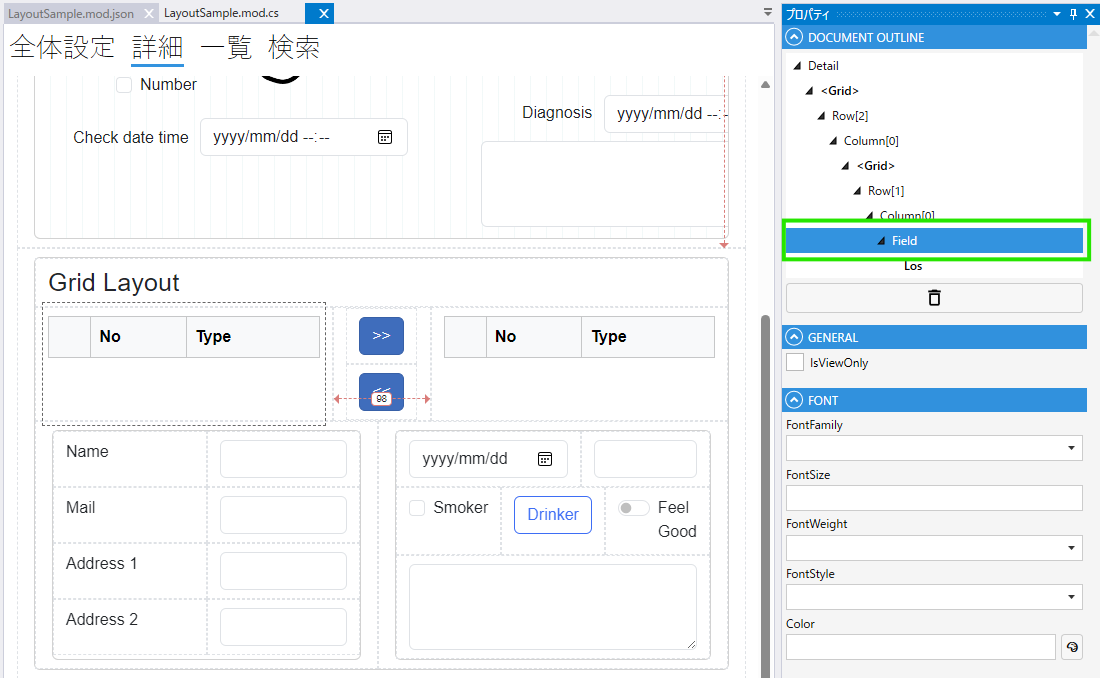 LayoutSample.mod.json
LayoutSample.mod.cs
全体設定 詳細 一覧 検索
Number
Diagnosis
yyyy/mm/dd --:-
Check date time
yyyy/mm/dd --:--
Grid Layout
No
Type
>>
No
Type
<<
98
Name
yyyy/mm/dd
Mail
Smoker
Drinker
Feel
Good
Address 1
Address 2
プロパティ
DOCUMENT OUTLINE
Detail
<Grid>
Row[2]
Column[0]
<Grid>
Row[1]
Column[0]
Field
Los
GENERAL
IsViewOnly
FONT
FontFamily
FontSize
FontWeight
FontStyle
Color